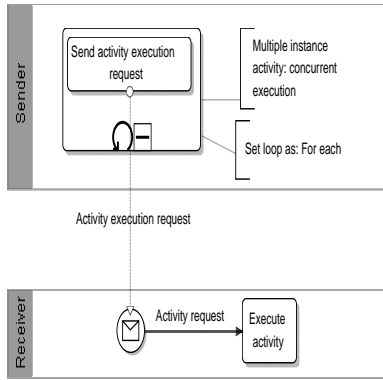 Sender
Send activity execution
request
Multiple instance
activity: concurrent
execution
Set loop as: For each
Activity execution request
Receiver
Activity request
Execute
activity